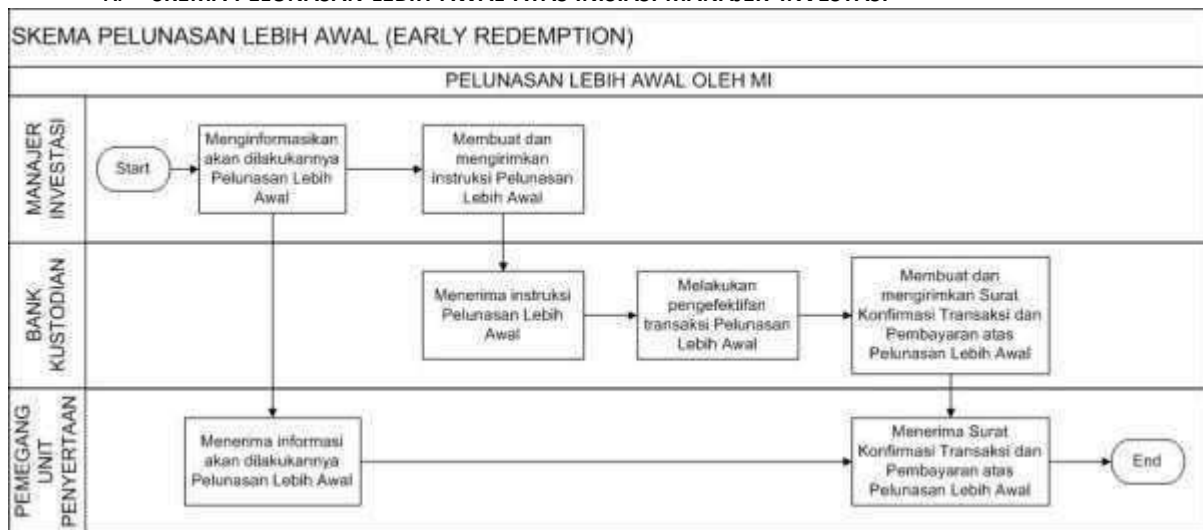 SKEMA PELUNASAN LEBIH AWAL (EARLY REDEMPTION)
PELUNASAN LEBIH AWAL OLEH MI
MANAJER
INVESTASI
Start
Menginformasikan
akan dilakukannya
Pelunasan Lebih
Awal
Membuat dan
mengirimkan
instruksi Pelunasan
Lebih Awal
BANK
KUSTODIAN
Menerima instruksi
Pelunasan Lebih
Awal
Melakukan
pengefektifan
transaksi Pelunasan
Lebih Awal
Membuat dan
mengirimkan Surat
Konfirmasi Transaksi dan
Pembayaran atas
Pelunasan Lebih Awal
PEMEGANG
UNIT
PENYERTAAN
Menerima informasi
akan dilakukannya
Pelunasan Lebih Awal
Menerima Surat
Konfirmasi Transaksi dan
Pembayaran atas
Pelunasan Lebih Awal
End